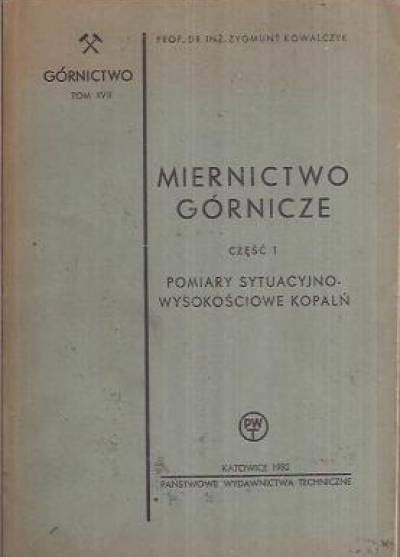 GÓRNICTWO
TOM XVII
PROF. DR INŻ. ZYGMUNT KOWALCZYK
MIERNICTWO
GÓRNICZE
CZĘŚĆ 1
POMIARY SYTUACYJNO-
WYSOKOŚCIOWE KOPALŃ
PWT
KATOWICE 1952
PAŃSTWOWE WYDAWNICTWA TECHNICZNE